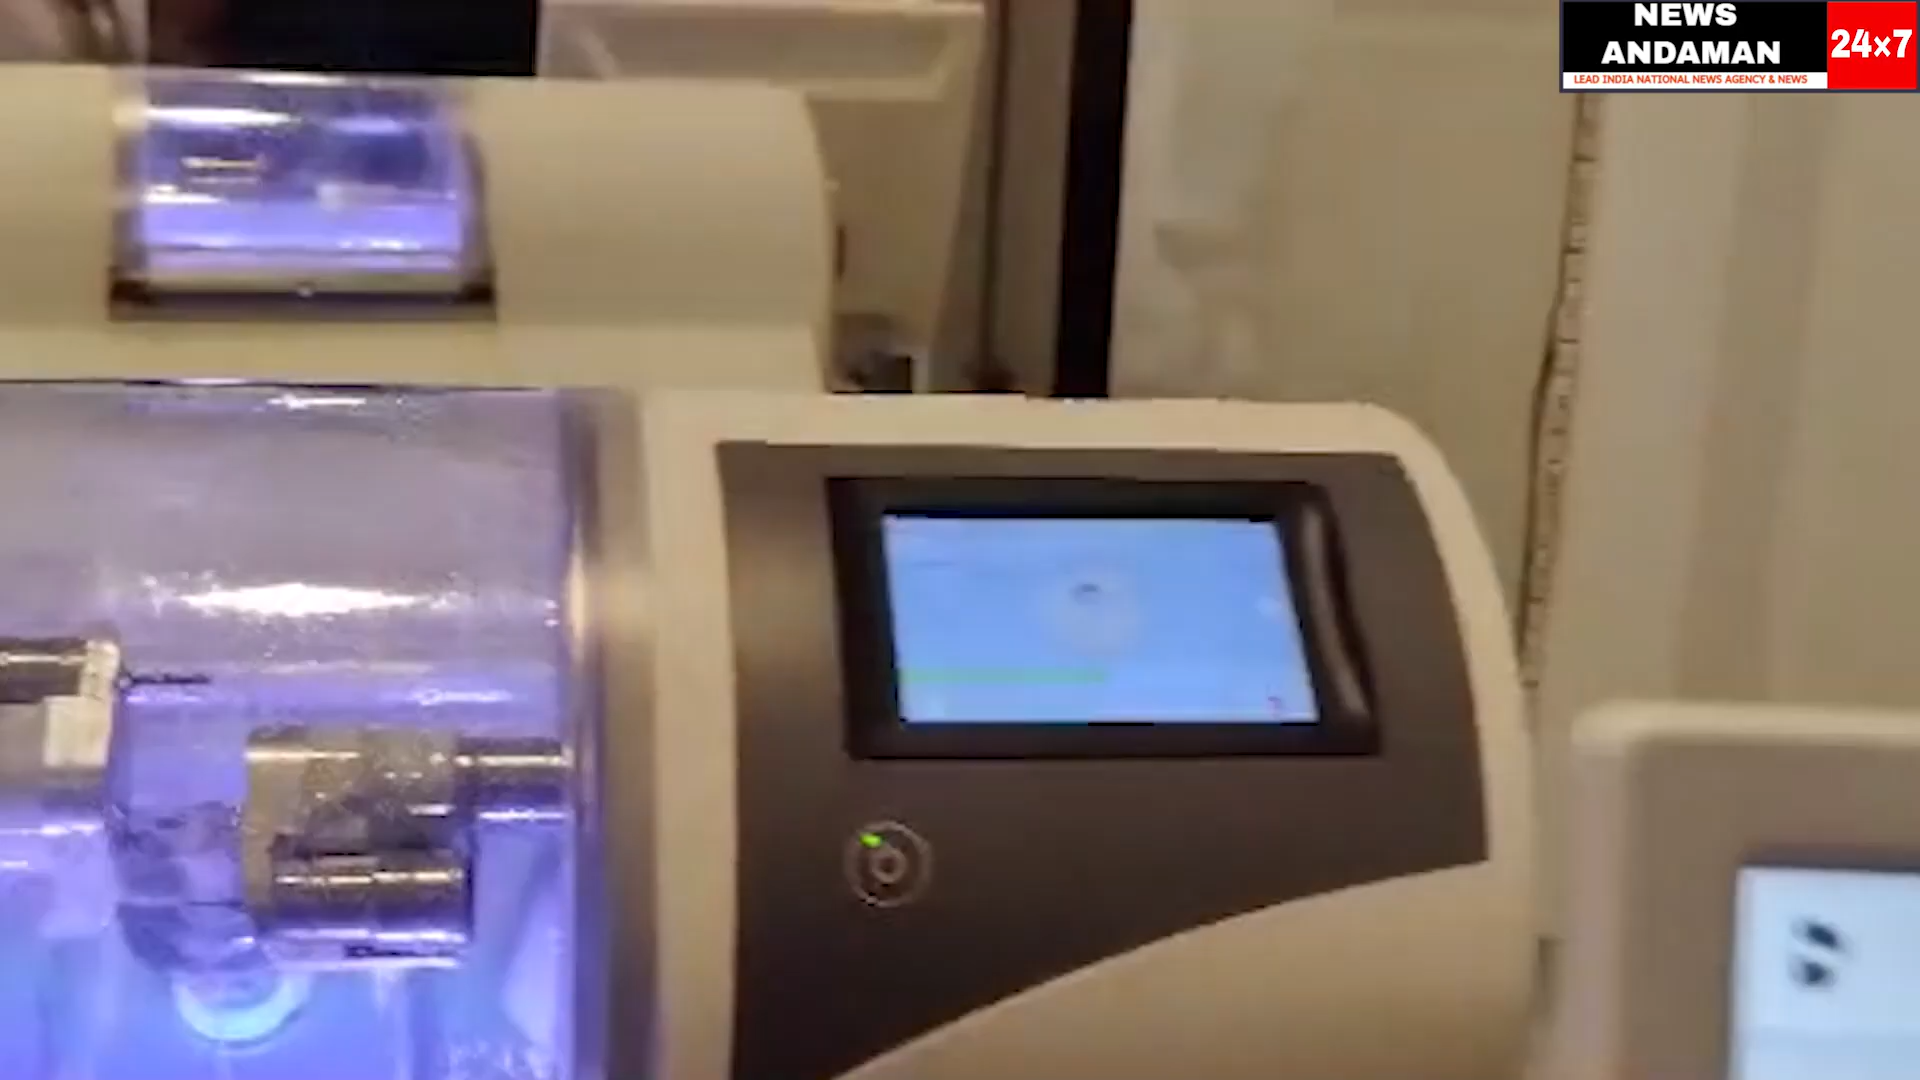 NEWS
ANDAMAN
24×7
LEAD INDIA NATIONAL NEWS AGENCY & NEWS